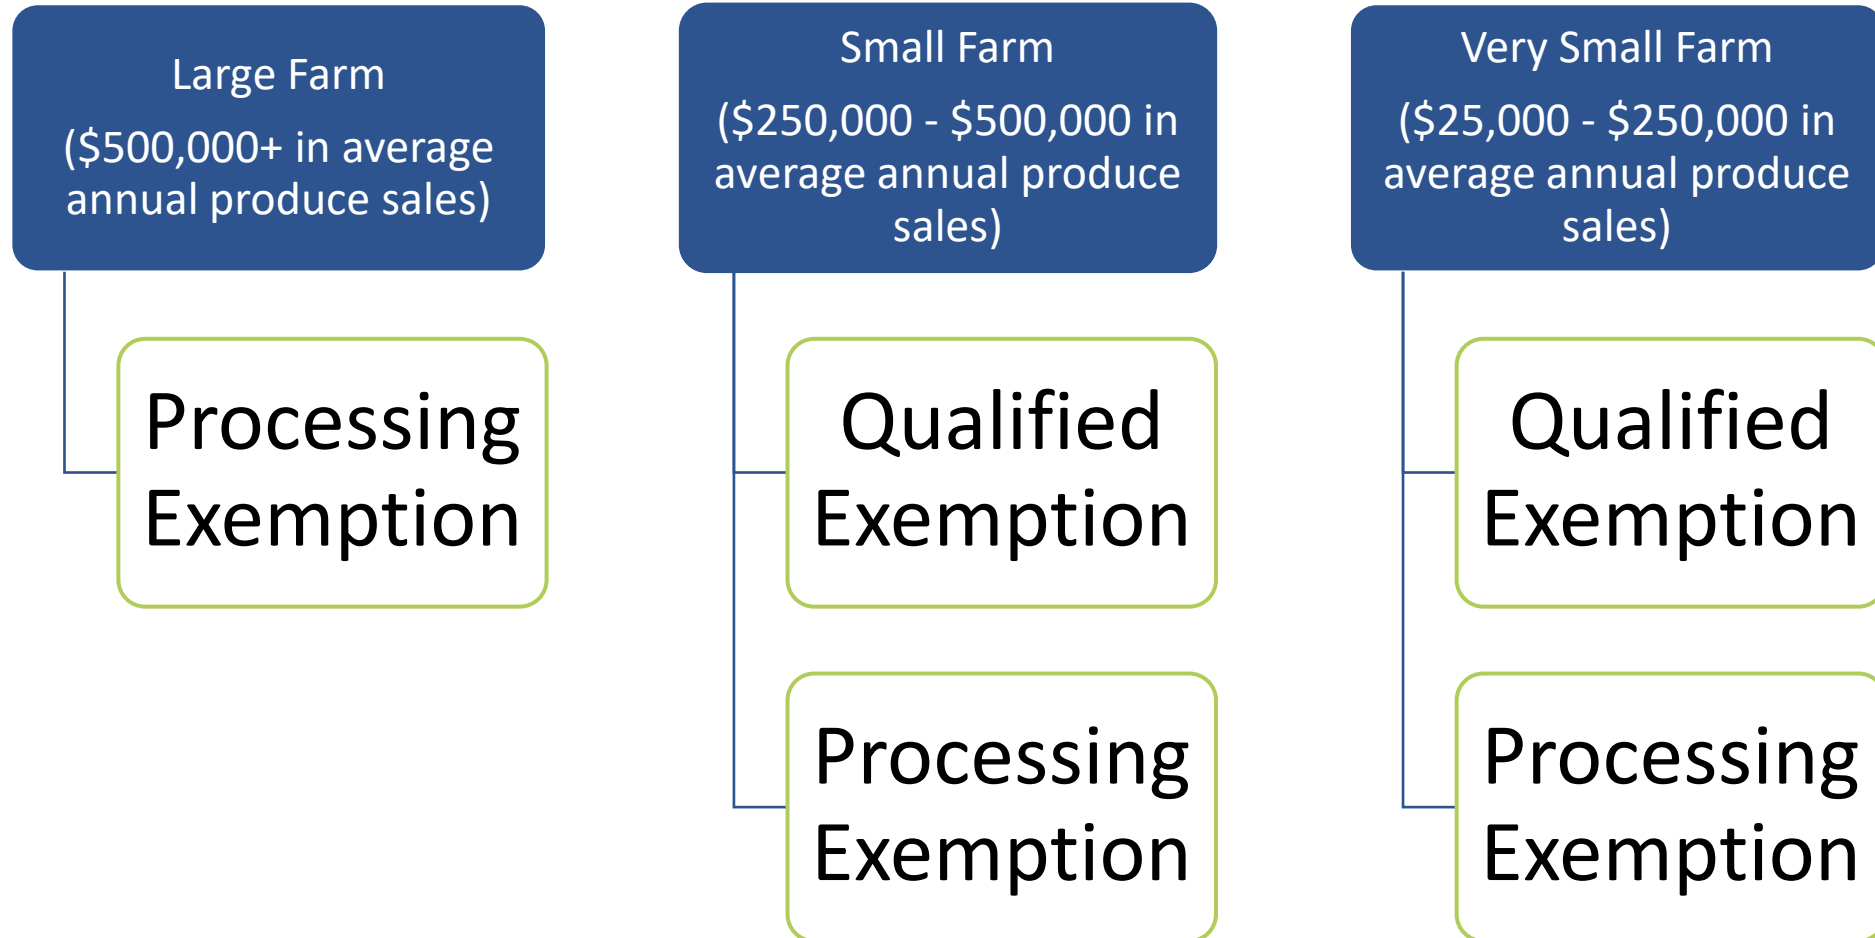 Large Farm
($500,000+ in average
annual produce sales)
Processing
Exemption
Small Farm
($250,000 - $500,000 in
average annual produce
sales)
Qualified
Exemption
Processing
Exemption
Very Small Farm
($25,000 - $250,000 in
average annual produce
sales)
Qualified
Exemption
Processing
Exemption